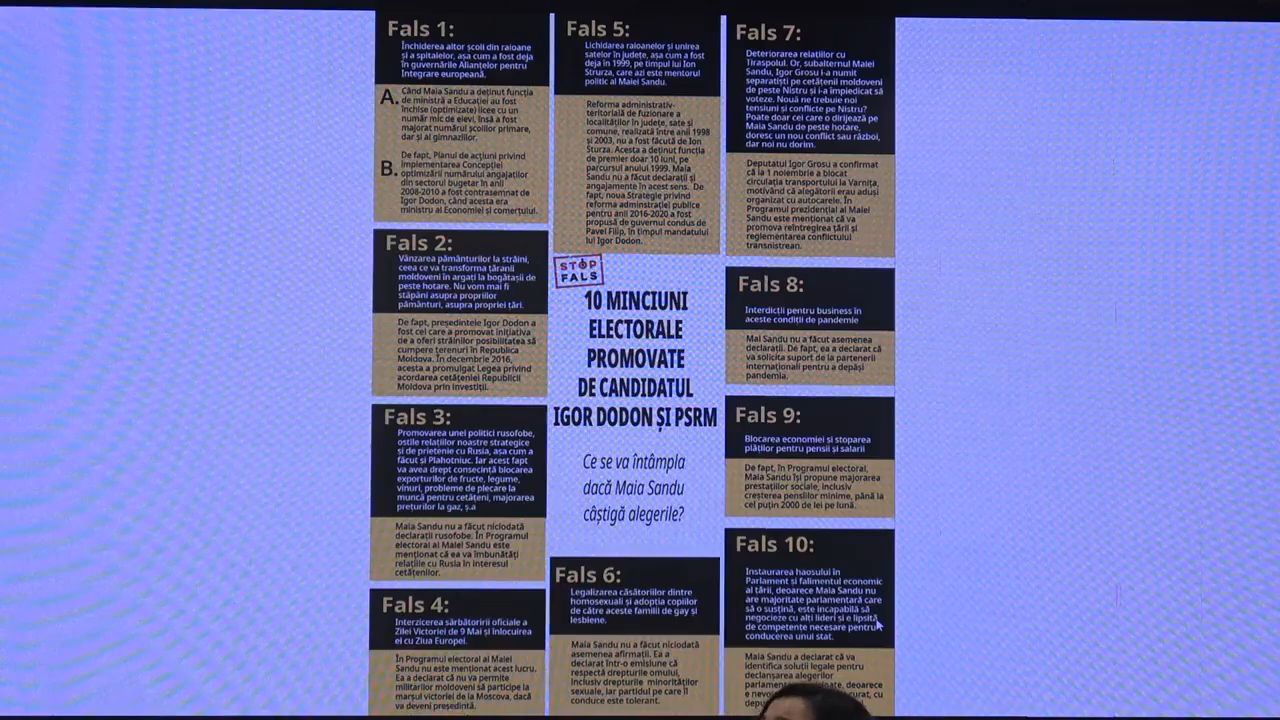 Fals 1:
Închiderea altor școli din raioane
și a spitalelor, așa cum a fost deja
în guvernările Alianțelor pentru
Integrare europeană.
A.
Când Maia Sandu a deținut funcția
de ministră a Educației au fost
închise (optimizate) licee cu un
număr mic de elevi, însă a fost
majorat numărul școlilor primare,
dar și al gimnaziilor.
B.
De fapt, Planul de acțiuni privind
implementarea Concepției
optimizării numărului angajaților
din sectorul bugetar în anii
2008-2010 a fost contrasemnat de
Igor Dodon, când acesta era
ministru al Economiei și comerțului.
Fals 2:
Vânzarea pământurilor la străini,
ceea ce va transforma țăranii
moldoveni în argați la bogătașii de
peste hotare. Nu vom mai fi
stăpâni asupra propriilor
pământuri, asupra propriei țări.
De fapt, președintele Igor Dodon a
fost cel care a promovat inițiativa
de a oferi străinilor posibilitatea să
cumpere terenuri în Republica
Moldova. În decembrie 2016,
acesta a promulgat Legea privind
acordarea cetățeniei Republicii
Moldova prin investiții.
Fals 3:
Promovarea unei politici rusofobe,
ostile relațiilor noastre strategice
și de prietenie cu Rusia, așa cum a
făcut și Plahotniuc. Iar acest fapt
va avea drept consecință blocarea
exporturilor de fructe, legume,
vinuri, probleme de plecare la
muncă pentru cetățeni, majorarea
prețurilor la gaz, ș.a
Maia Sandu nu a făcut niciodată
declarații rusofobe. În Programul
electoral al Maiei Sandu este
menționat că ea va îmbunătăți
relațiile cu Rusia în interesul
cetățenilor.
Fals 4:
Interzicerea sărbătorii oficiale a
Zilei Victoriei de 9 Mai și înlocuirea
ei cu Ziua Europei.
În Programul electoral al Maiei
Sandu nu este menționat acest lucru.
Ea a declarat că nu va permite
militarilor moldoveni să participe la
marșul victoriei de la Moscova, dacă
va deveni președintă.
Fals 5:
Lichidarea raioanelor și unirea
satelor în județe, așa cum a fost
deja în 1999, pe timpul lui Ion
Strurza, care azi este mentorul
politic al Maiei Sandu.
Reforma administrativ-
teritorială de fuzionare a
localităților în județe, sate și
comune, realizată între anii 1998
și 2003, nu a fost făcută de Ion
Sturza. Acesta a deținut funcția
de premier doar 10 luni, pe
parcursul anului 1999. Maia
Sandu nu a făcut declarații și
angajamente în acest sens. De
fapt, noua Strategie privind
reforma adminstrației publice
pentru anii 2016-2020 a fost
propusă de guvernul condus de
Pavel Filip, în timpul mandatului
lui Igor Dodon.
STOP
FALS
10 MINCIUNI
ELECTORALE
PROMOVATE
DE CANDIDATUL
IGOR DODON ȘI PSRM
Ce se va întâmpla
dacă Maia Sandu
câștigă alegerile?
Fals 6:
Legalizarea căsătoriilor dintre
homosexuali și adopția copiilor
de către aceste familii de gay și
lesbiene.
Maia Sandu nu a făcut niciodată
asemenea afirmații. Ea a
declarat într-o emisiune că
respectă drepturile omului,
inclusiv drepturile minorităților
sexuale, iar partidul pe care îl
conduce este tolerant.
Fals 7:
Deteriorarea relațiilor cu
Tiraspolul. Or, subalternul Maiei
Sandu, Igor Grosu i-a numit
separatiști pe cetățenii moldoveni
de peste Nistru și i-a împiedicat să
voteze. Nouă ne trebuie noi
tensiuni și conflicte pe Nistru?
Poate doar cei care o dirijează pe
Maia Sandu de peste hotare,
doresc un nou conflict sau război,
dar noi nu dorim.
Deputatul Igor Grosu a confirmat
că la 1 noiembrie a blocat
circulația transportului la Varnița,
motivând că alegătorii erau aduși
organizat cu autocarele. În
Programul prezidențial al Maiei
Sandu este menționat că va
promova reîntregirea țării și
reglementarea conflictului
transnistrean.
Fals 8:
Interdicții pentru business în
aceste condiții de pandemie
Mai Sandu nu a făcut asemenea
declarații. De fapt, ea a declarat că
va solicita suport de la partenerii
internaționali pentru a depăși
pandemia.
Fals 9:
Blocarea economiei și stoparea
plăților pentru pensii și salarii
De fapt, în Programul electoral,
Maia Sandu își propune majorarea
prestațiilor sociale, inclusiv
creșterea pensiilor minime, până la
cel puțin 2000 de lei pe lună.
Fals 10:
Instaurarea haosului în
Parlament și falimentul economic
al țării, deoarece Maia Sandu nu
are majoritate parlamentară care
să o susțină, este incapabilă să
negocieze cu alți lideri și e lipsită
de competențe necesare pentru
conducerea unui stat.
Maia Sandu a declarat că va
identifica soluții legale pentru
declanșarea alegerilor
deoarece
e
cu